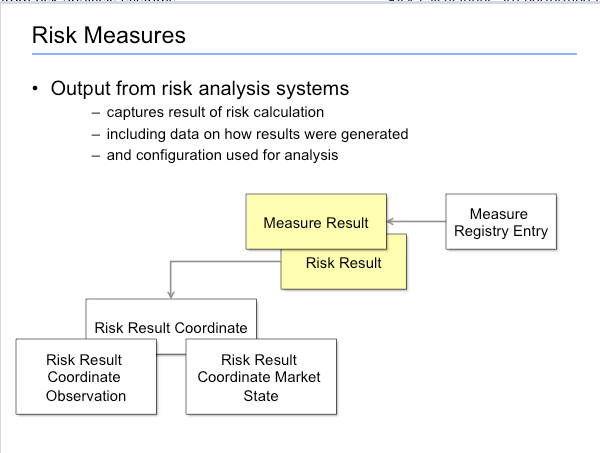 Risk Measures
• Output from risk analysis systems
– captures result of risk calculation
– including data on how results were generated
– and configuration used for analysis
Measure Result
Measure
Registry Entry
Risk Result
Risk Result Coordinate
Risk Result
Coordinate
Observation
Risk Result
Coordinate Market
State